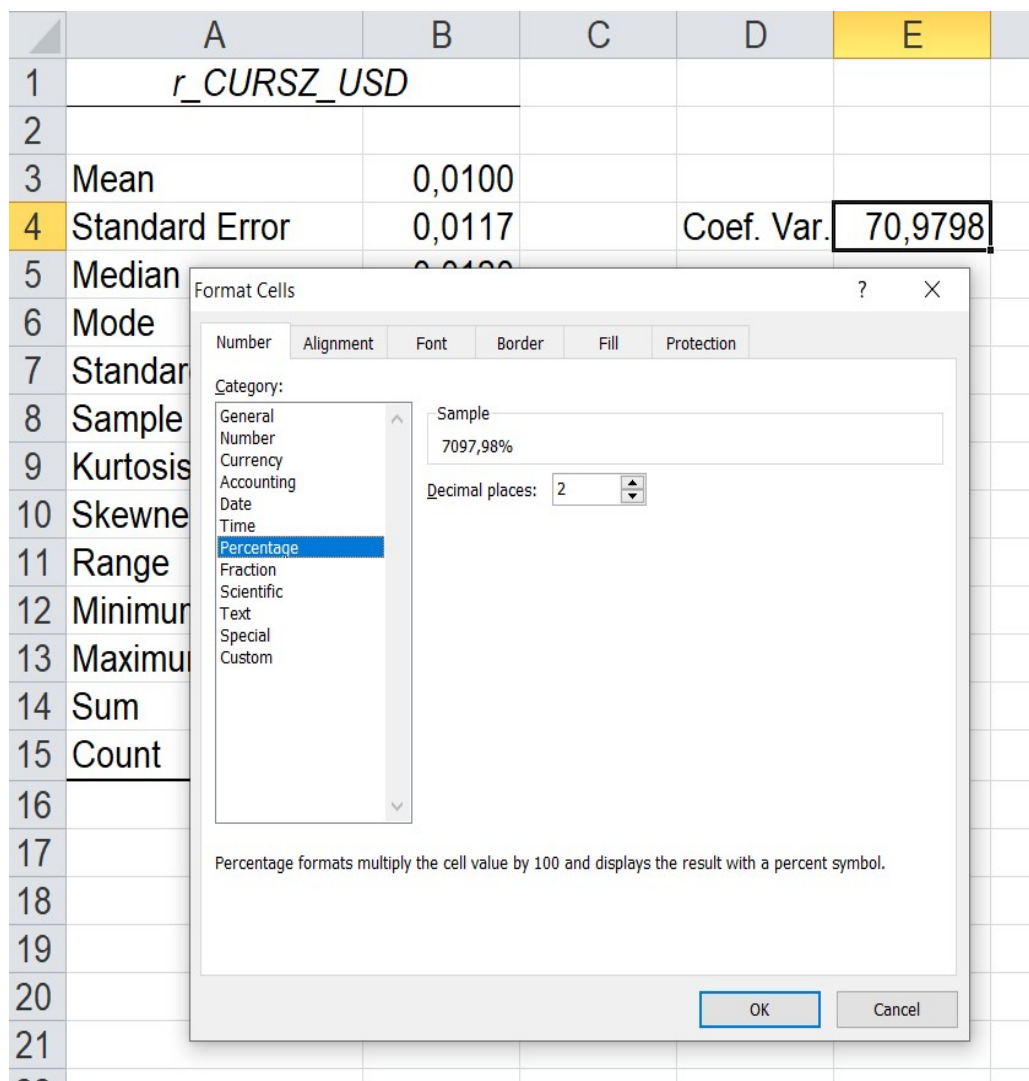 A B C D E
1 r_CURSZ_USD
2
3 Mean 0,0100
4 Standard Error 0,0117 Coef. Var. 70,9798
5 Median
Format Cells ?
6 Mode
Number Alignment Font Border Fill Protection
7
Category:
8 Sample
General
Sample
Number
7097,98%
Currency
9 Kurtosis
Accounting
Decimal places: 2
Date
10
Time
Percentage
11 Range
Fraction
Scientific
12
Text
Special
13
Custom
14 Sum
15 Count
16
17
Percentage formats multiply the cell value by 100 and displays the result with a percent symbol.
18
19
20
OK Cancel
21